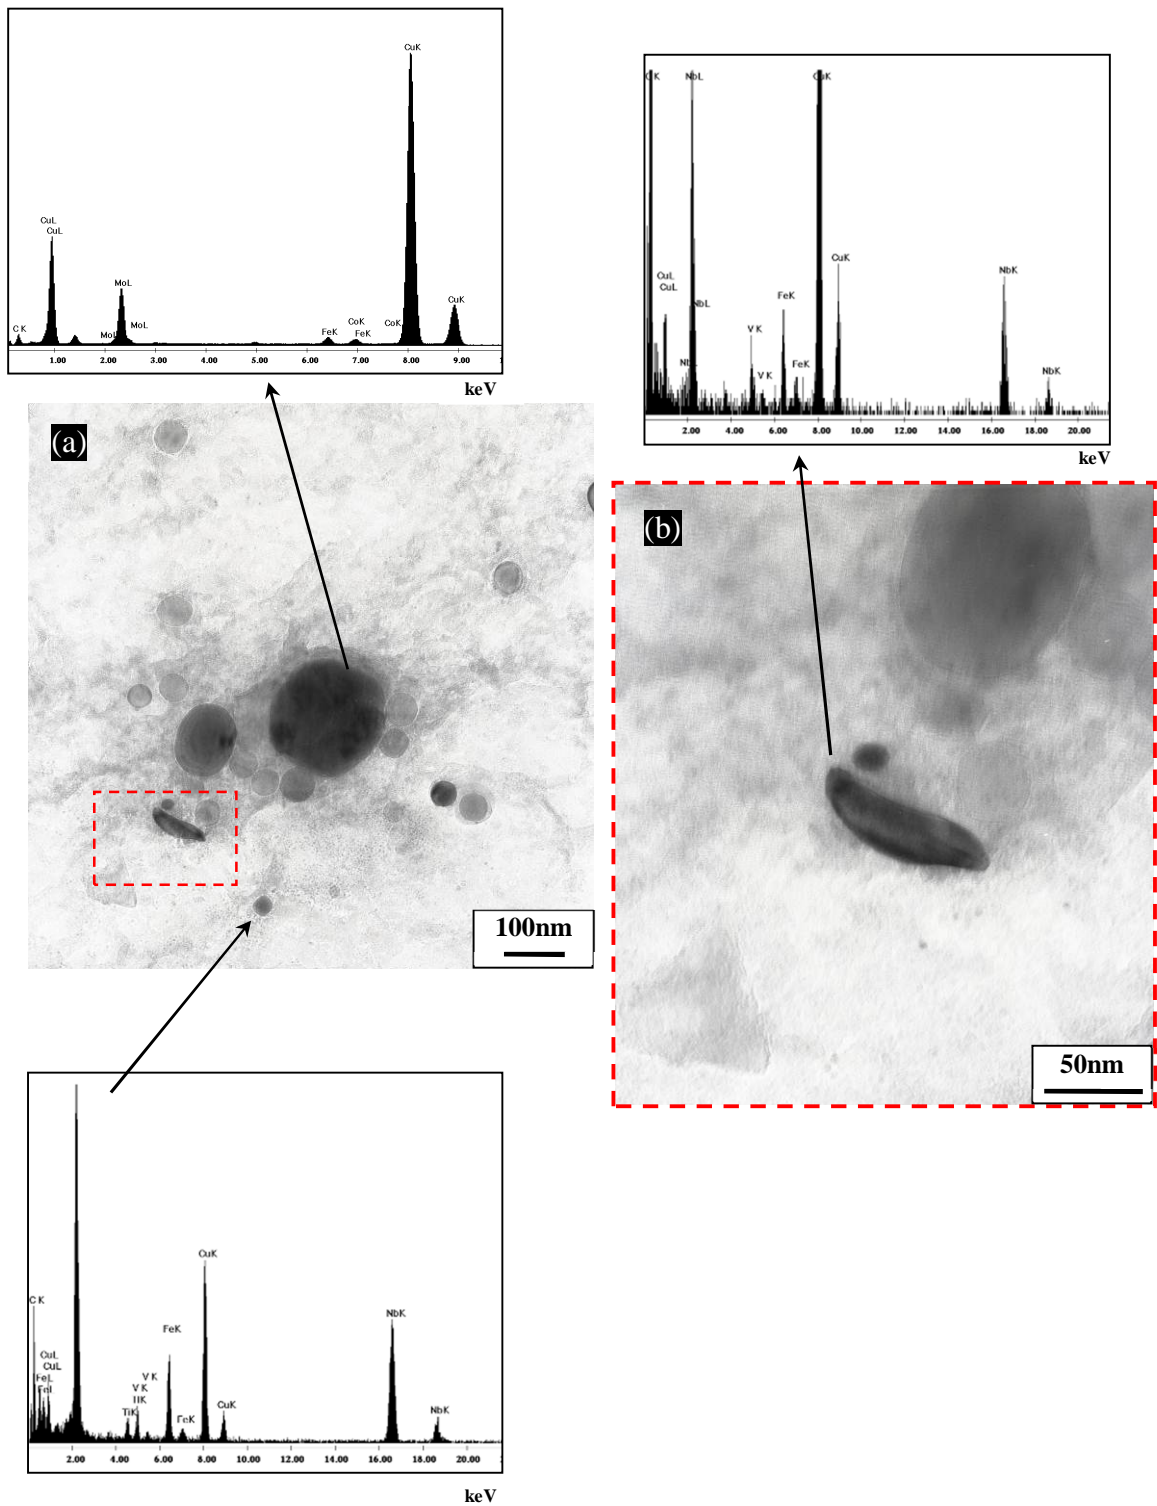 CuK
CuL
CuL
MoL
MoL
CuK
CoK
CoK
C K
FeK
FeK
1.00 2.00 3.00 4.00 5.00 6.00 7.00 8.00 9.00
keV
NbL
CuK
CuK
NbK
CuL
CuL
FeK
NbL
V K
FeK
V K
NbK
2.00 4.00 6.00 8.00 10.00 12.00 14.00 16.00 18.00 20.00
keV
(a)
100nm
(b)
50nm
CuK
C K
NbK
FeK
CuL
CuL
V K
FeL
V K
TiK
CuK
FeK
NbK
2.00 4.00 6.00 8.00 10.00 12.00 14.00 16.00 18.00 20.00
keV